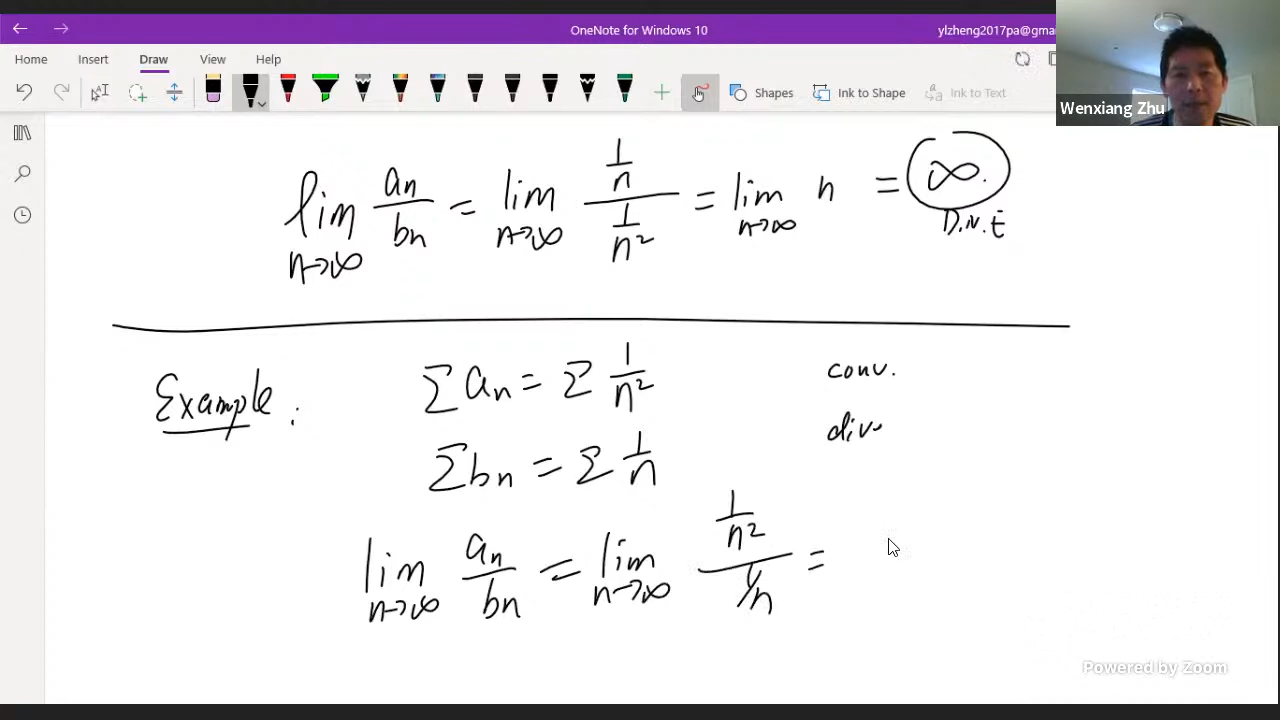 OneNote for Windows 10
ylzheng2017pa@gma
Home Insert Draw View Help
Shapes Ink to Shape Ink to Text
Wenxiang Zhu
lim n→∞ an/bn = lim n→∞ (1/n)/(1/n²) = lim n→∞ n = ∞.
D.N.E
Example: Σ an = Σ 1/n² conv.
Σ bn = Σ 1/n div.
lim n→∞ an/bn = lim n→∞ (1/n²)/(1/n) =
Powered by Zoom